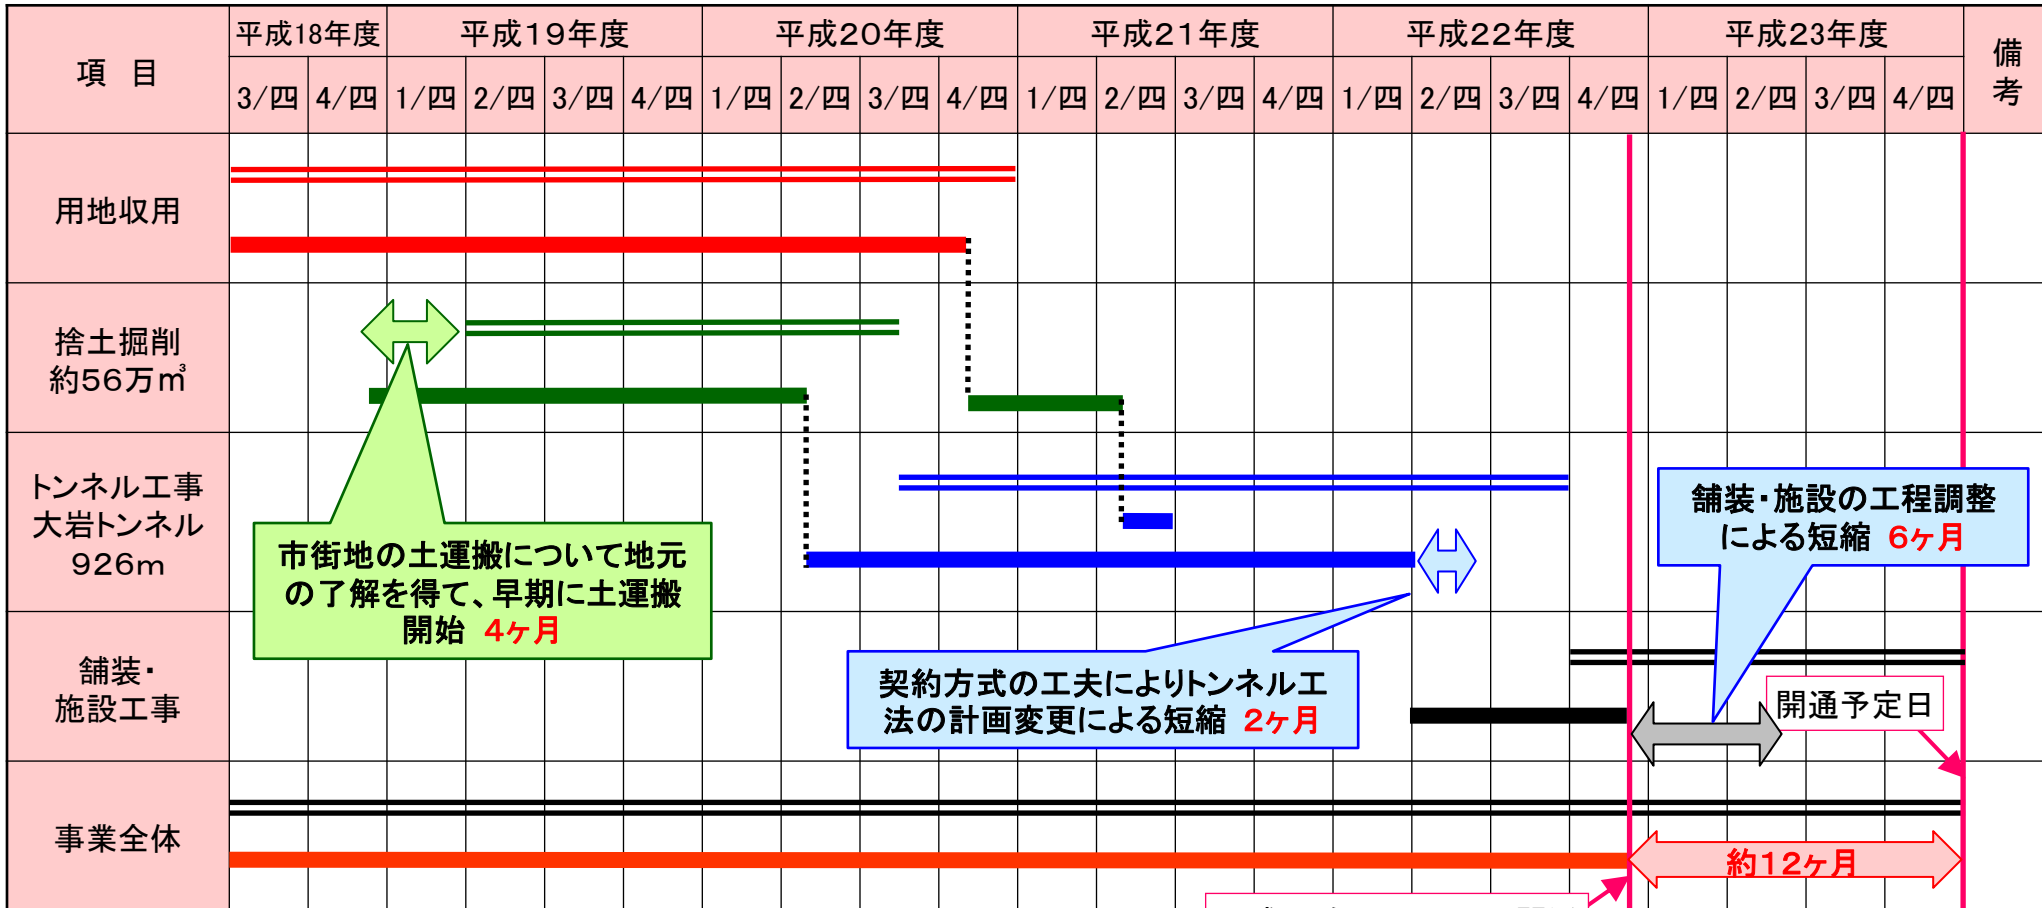 項 目
平成18年度 平成19年度 平成20年度 平成21年度 平成22年度 平成23年度
備
考
3/四 4/四 1/四 2/四 3/四 4/四 1/四 2/四 3/四 4/四 1/四 2/四 3/四 4/四 1/四 2/四 3/四 4/四 1/四 2/四 3/四 4/四
用地収用
捨土掘削
約56万㎥
トンネル工事
大岩トンネル
926m
市街地の土運搬について地元
の了解を得て、早期に土運搬
開始 4ヶ月
舗装・施設の工程調整
による短縮 6ヶ月
舗装・
施設工事
契約方式の工夫によりトンネル工
法の計画変更による短縮 2ヶ月
開通予定日
事業全体
約12ヶ月